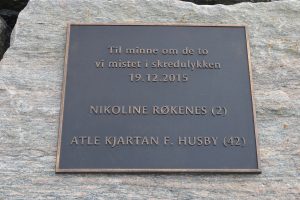 Til minne om de to
vi mistet i skredulykken
19.12.2015
NIKOLINE RØKENES (2)
ATLE KJARTAN F. HUSBY (42)